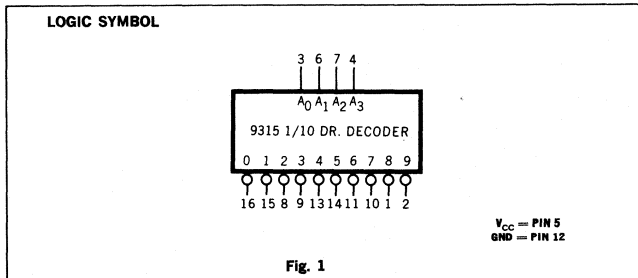 LOGIC SYMBOL
3 6 7 4
A0 A1 A2 A3
9315 1/10 DR. DECODER
0 1 2 3 4 5 6 7 8 9
16 15 8 9 13 14 11 10 1 2
VCC = PIN 5
GND = PIN 12
Fig. 1